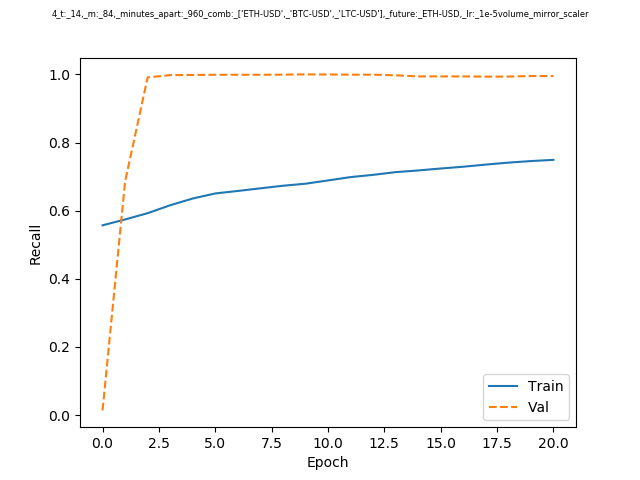 4_t:_14,_m:_84,_minutes_apart:_960_comb:_['ETH-USD',_'BTC-USD',_'LTC-USD'],_future:_ETH-USD,_lr:_1e-5volume_mirror_scaler
1.0
0.8
0.6
0.4
0.2
0.0
Recall
Train
Val
0.0 2.5 5.0 7.5 10.0 12.5 15.0 17.5 20.0
Epoch